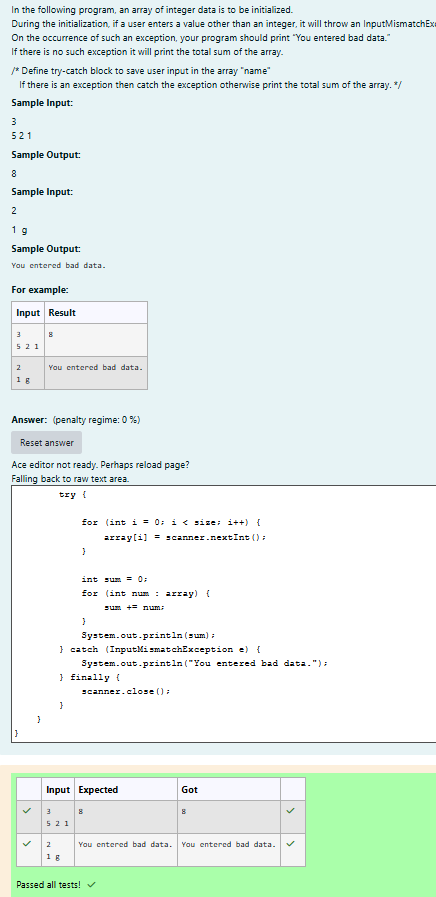 In the following program, an array of integer data is to be initialized.
During the initialization, if a user enters a value other than an integer, it will throw an InputMismatchEx
On the occurrence of such an exception, your program should print "You entered bad data."
If there is no such exception it will print the total sum of the array.
/* Define try-catch block to save user input in the array "name"
If there is an exception then catch the exception otherwise print the total sum of the array. */
Sample Input:
3
5 2 1
Sample Output:
8
Sample Input:
2
1 g
Sample Output:
You entered bad data.
For example:
Input Result
3 8
5 2 1
2 You entered bad data.
1 g
Answer: (penalty regime: 0 %)
Reset answer
Ace editor not ready. Perhaps reload page?
Falling back to raw text area.
try {
for (int i = 0; i < size; i++) {
array[i] = scanner.nextInt();
}
int sum = 0;
for (int num : array) {
sum += num;
}
System.out.println(sum);
} catch (InputMismatchException e) {
System.out.println("You entered bad data.");
} finally {
scanner.close();
}
}
}
Input Expected Got
3 8 8
5 2 1
2 You entered bad data. You entered bad data.
1 g
Passed all tests!